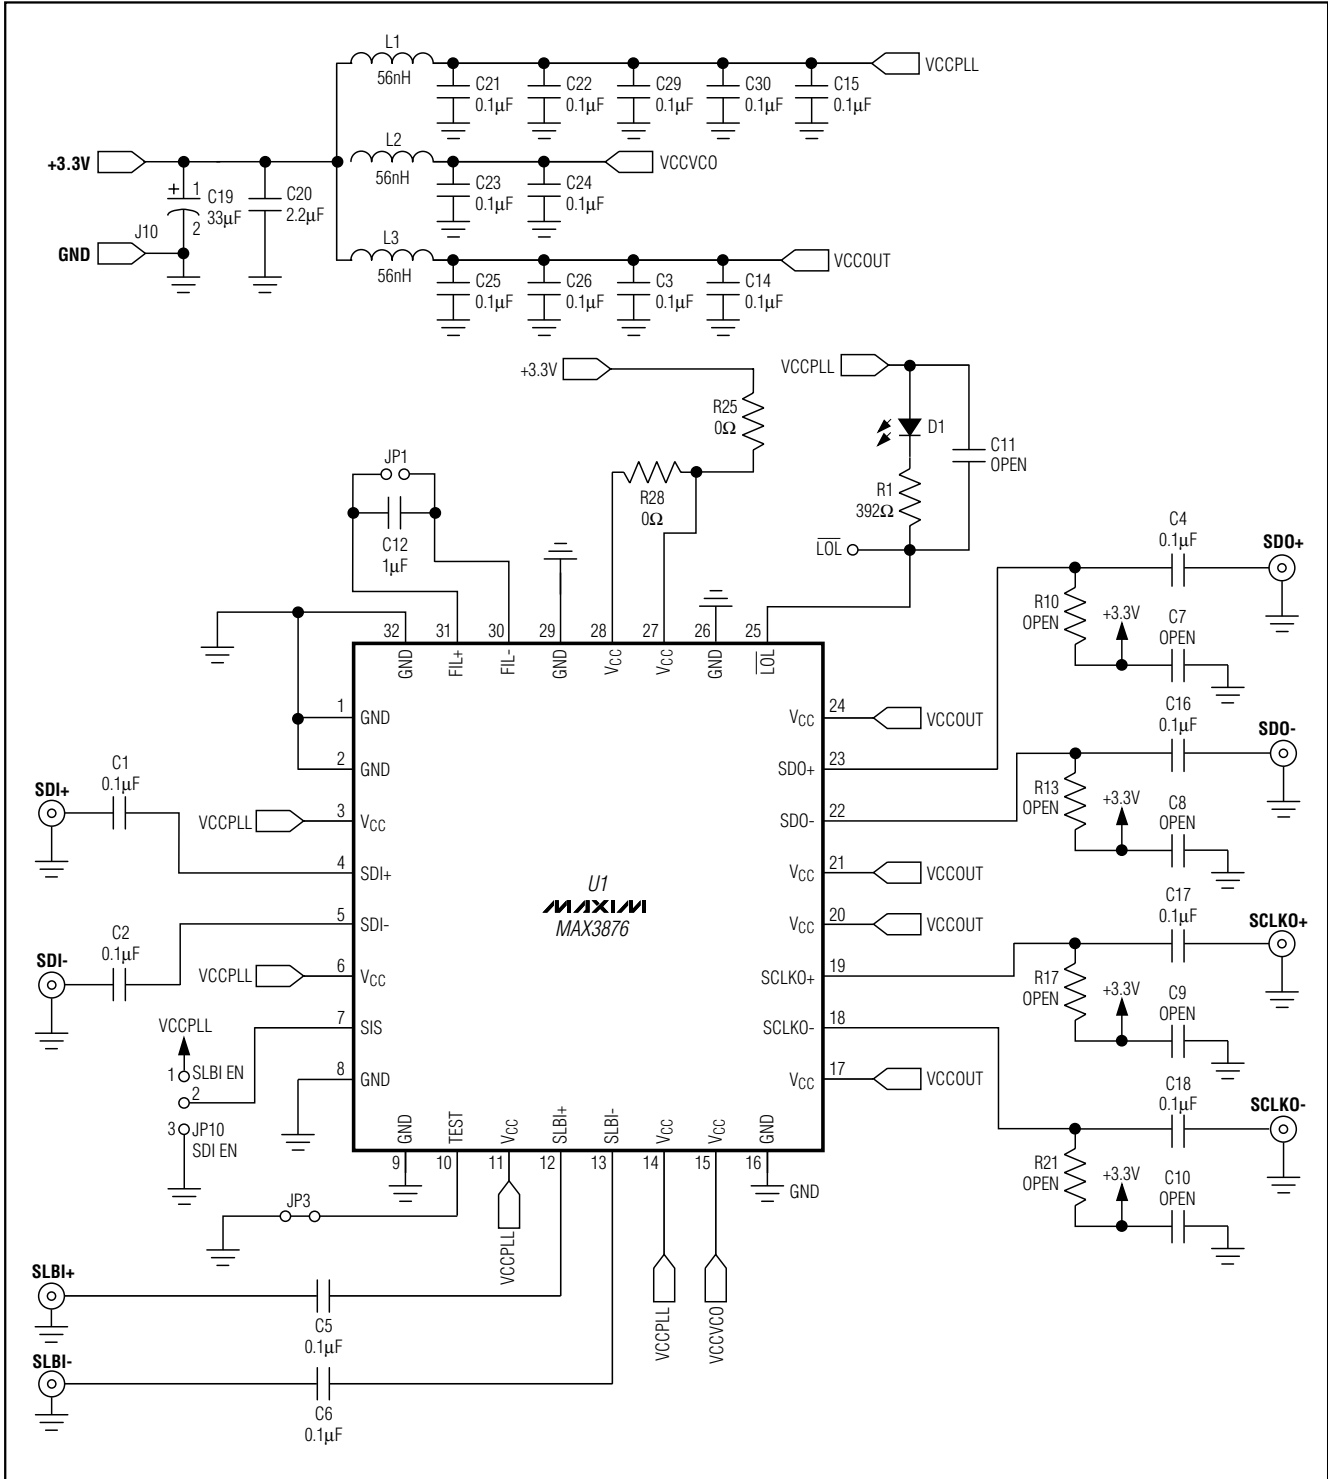 L1
56nH
C21
0.1µF
C22
0.1µF
C29
0.1µF
C30
0.1µF
C15
0.1µF
VCCPLL
+3.3V
L2
56nH
C23
0.1µF
C24
0.1µF
VCCVCO
+ 1
C19
33µF
2
C20
2.2µF
J10
GND
L3
56nH
C25
0.1µF
C26
0.1µF
C3
0.1µF
C14
0.1µF
VCCOUT
+3.3V
R25
0Ω
R28
0Ω
VCCPLL
D1
C11
OPEN
R1
392Ω
LOL
JP1
C12
1µF
C4
0.1µF
SDO+
R10
OPEN
+3.3V
C7
OPEN
C16
0.1µF
SDO-
R13
OPEN
+3.3V
C8
OPEN
C17
0.1µF
SCLKO+
R17
OPEN
+3.3V
C9
OPEN
C18
0.1µF
SCLKO-
R21
OPEN
+3.3V
C10
OPEN
32 31 30 29 28 27 26 25
GND FIL+ FIL- GND VCC VCC GND LOL
1 GND
2 GND
VCCPLL 3 VCC
4 SDI+
5 SDI-
VCCPLL 6 VCC
7 SIS
8 GND
SDI+
C1
0.1µF
SDI-
C2
0.1µF
VCCPLL
1 SLBI EN
2
3 JP10
SDI EN
U1
MAXIM
MAX3876
VCC 24 VCCOUT
SDO+ 23
SDO- 22
VCC 21 VCCOUT
VCC 20 VCCOUT
SCLKO+ 19
SCLKO- 18
VCC 17 VCCOUT
GND TEST VCC SLBI+ SLBI- VCC VCC GND
9 10 11 12 13 14 15 16
GND
JP3
VCCPLL
VCCPLL
VCCVCO
SLBI+
C5
0.1µF
SLBI-
C6
0.1µF